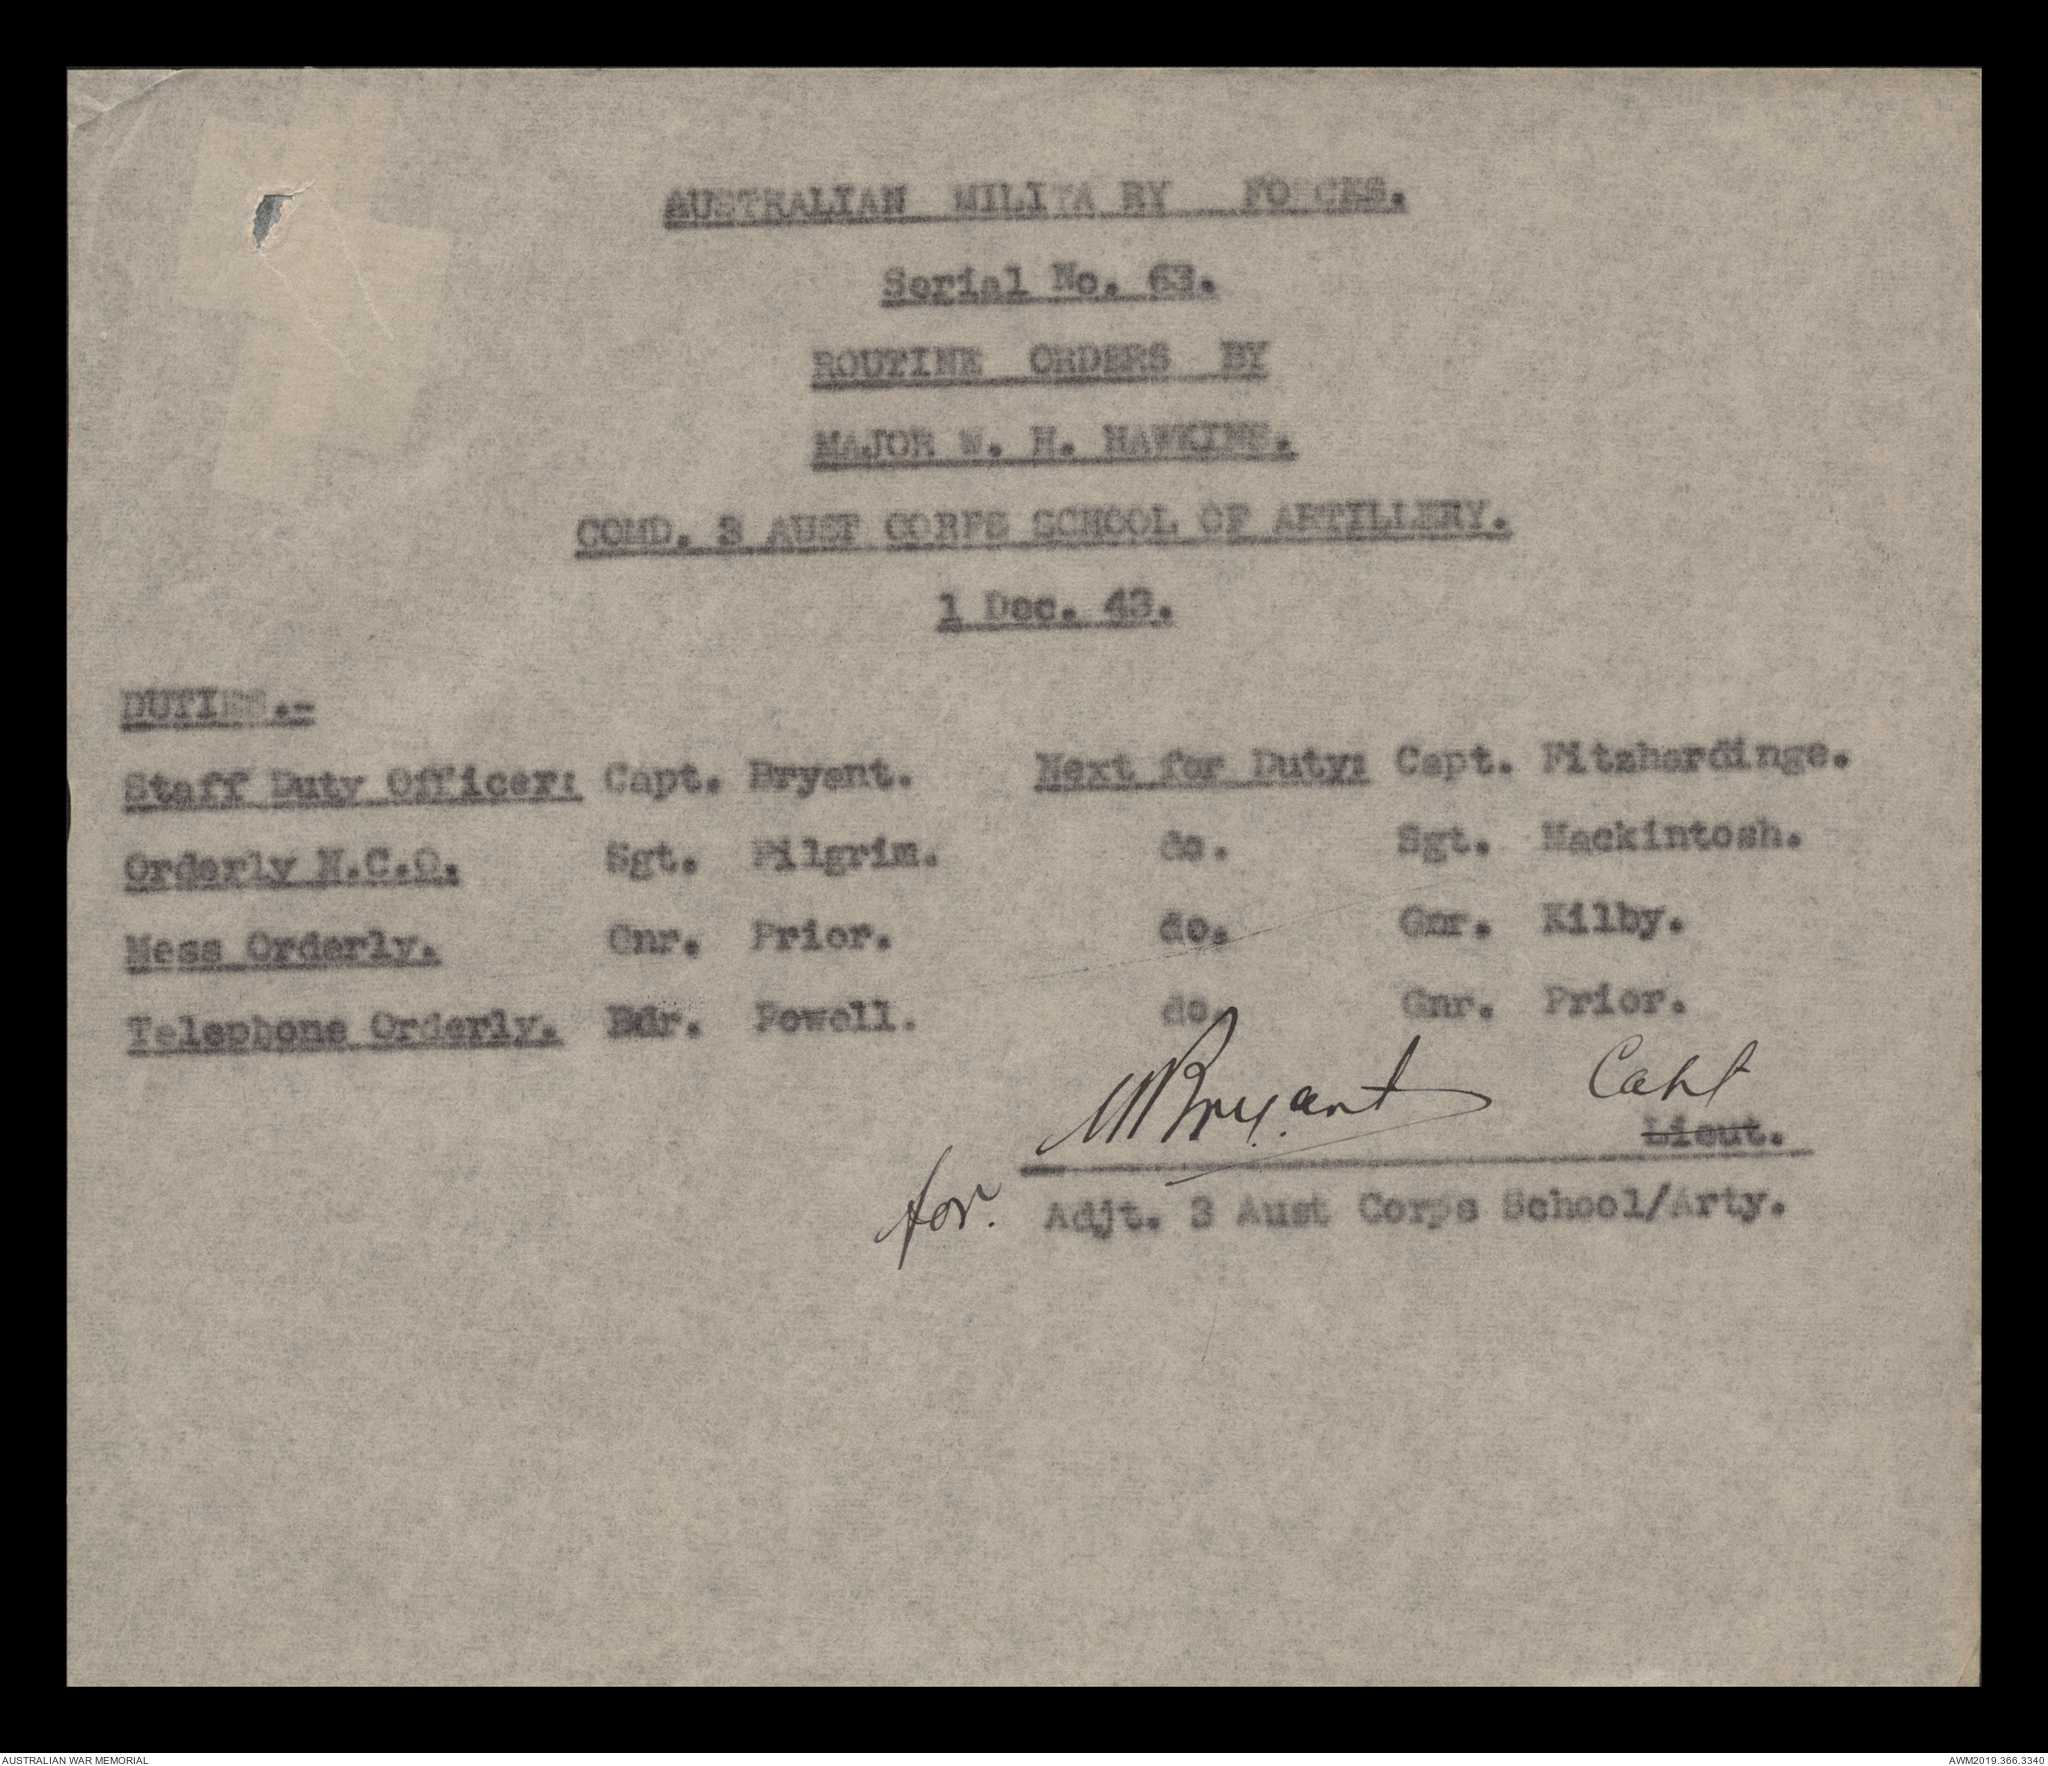 AUSTRALIAN MILITA RY FORCES.
Serial No. 63.
ROUTINE ORDERS BY
MAJOR W. H. HAWKINS.
COMD. 3 AUST CORPS SCHOOL OF ARTILLERY.
1 Dec. 43.
DUTIES.-
Staff Duty Officer: Capt. Bryant. Next for Duty: Capt. Fitzhardinge.
Orderly N.C.O. Sgt. Pilgrim. do. Sgt. Mackintosh.
Mess Orderly. Gnr. Prior. do. Gnr. Kilby.
Telephone Orderly. Bdr. Powell. do. Gnr. Prior.
Bryant Capt
Lieut.
for. Adjt. 3 Aust Corps School/Arty.
AUSTRALIAN WAR MEMORIAL AWM2019.366.3340